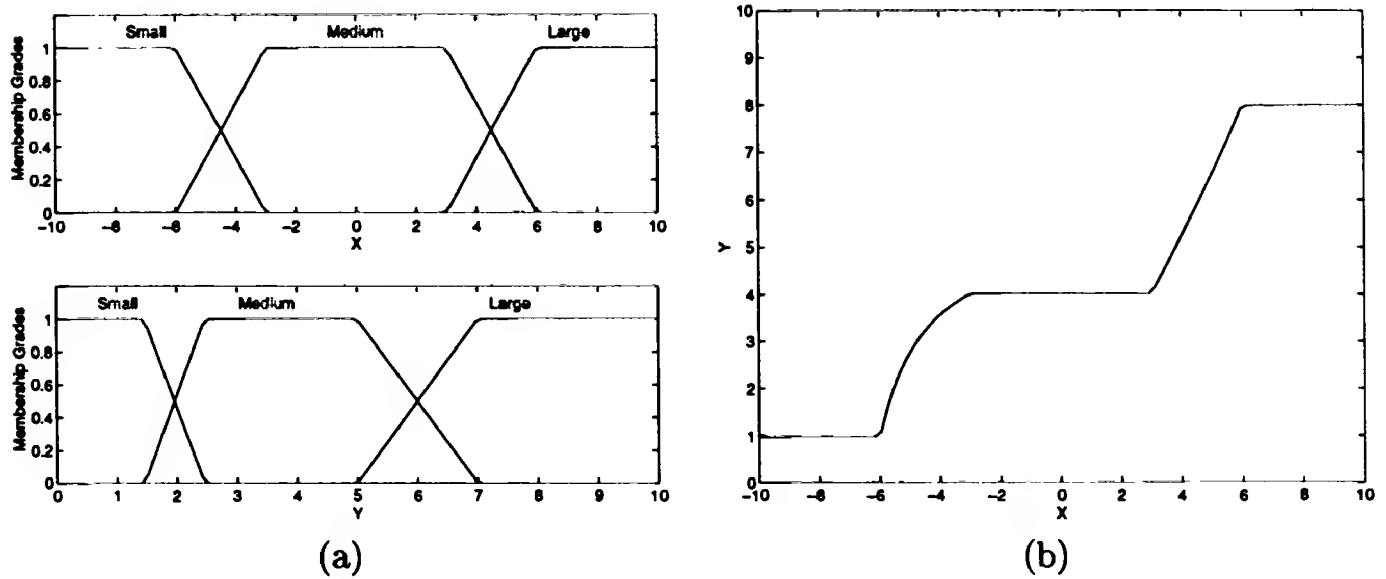 Small Medium Large
Membership Grades
1
0.8
0.6
0.4
0.2
0
-10 -8 -6 -4 -2 0 2 4 6 8 10
X
Small Medium Large
Membership Grades
1
0.8
0.6
0.4
0.2
0
0 1 2 3 4 5 6 7 8 9 10
Y
(a)
10
9
8
7
6
5
4
3
2
1
0
Y
-10 -8 -6 -4 -2 0 2 4 6 8 10
X
(b)